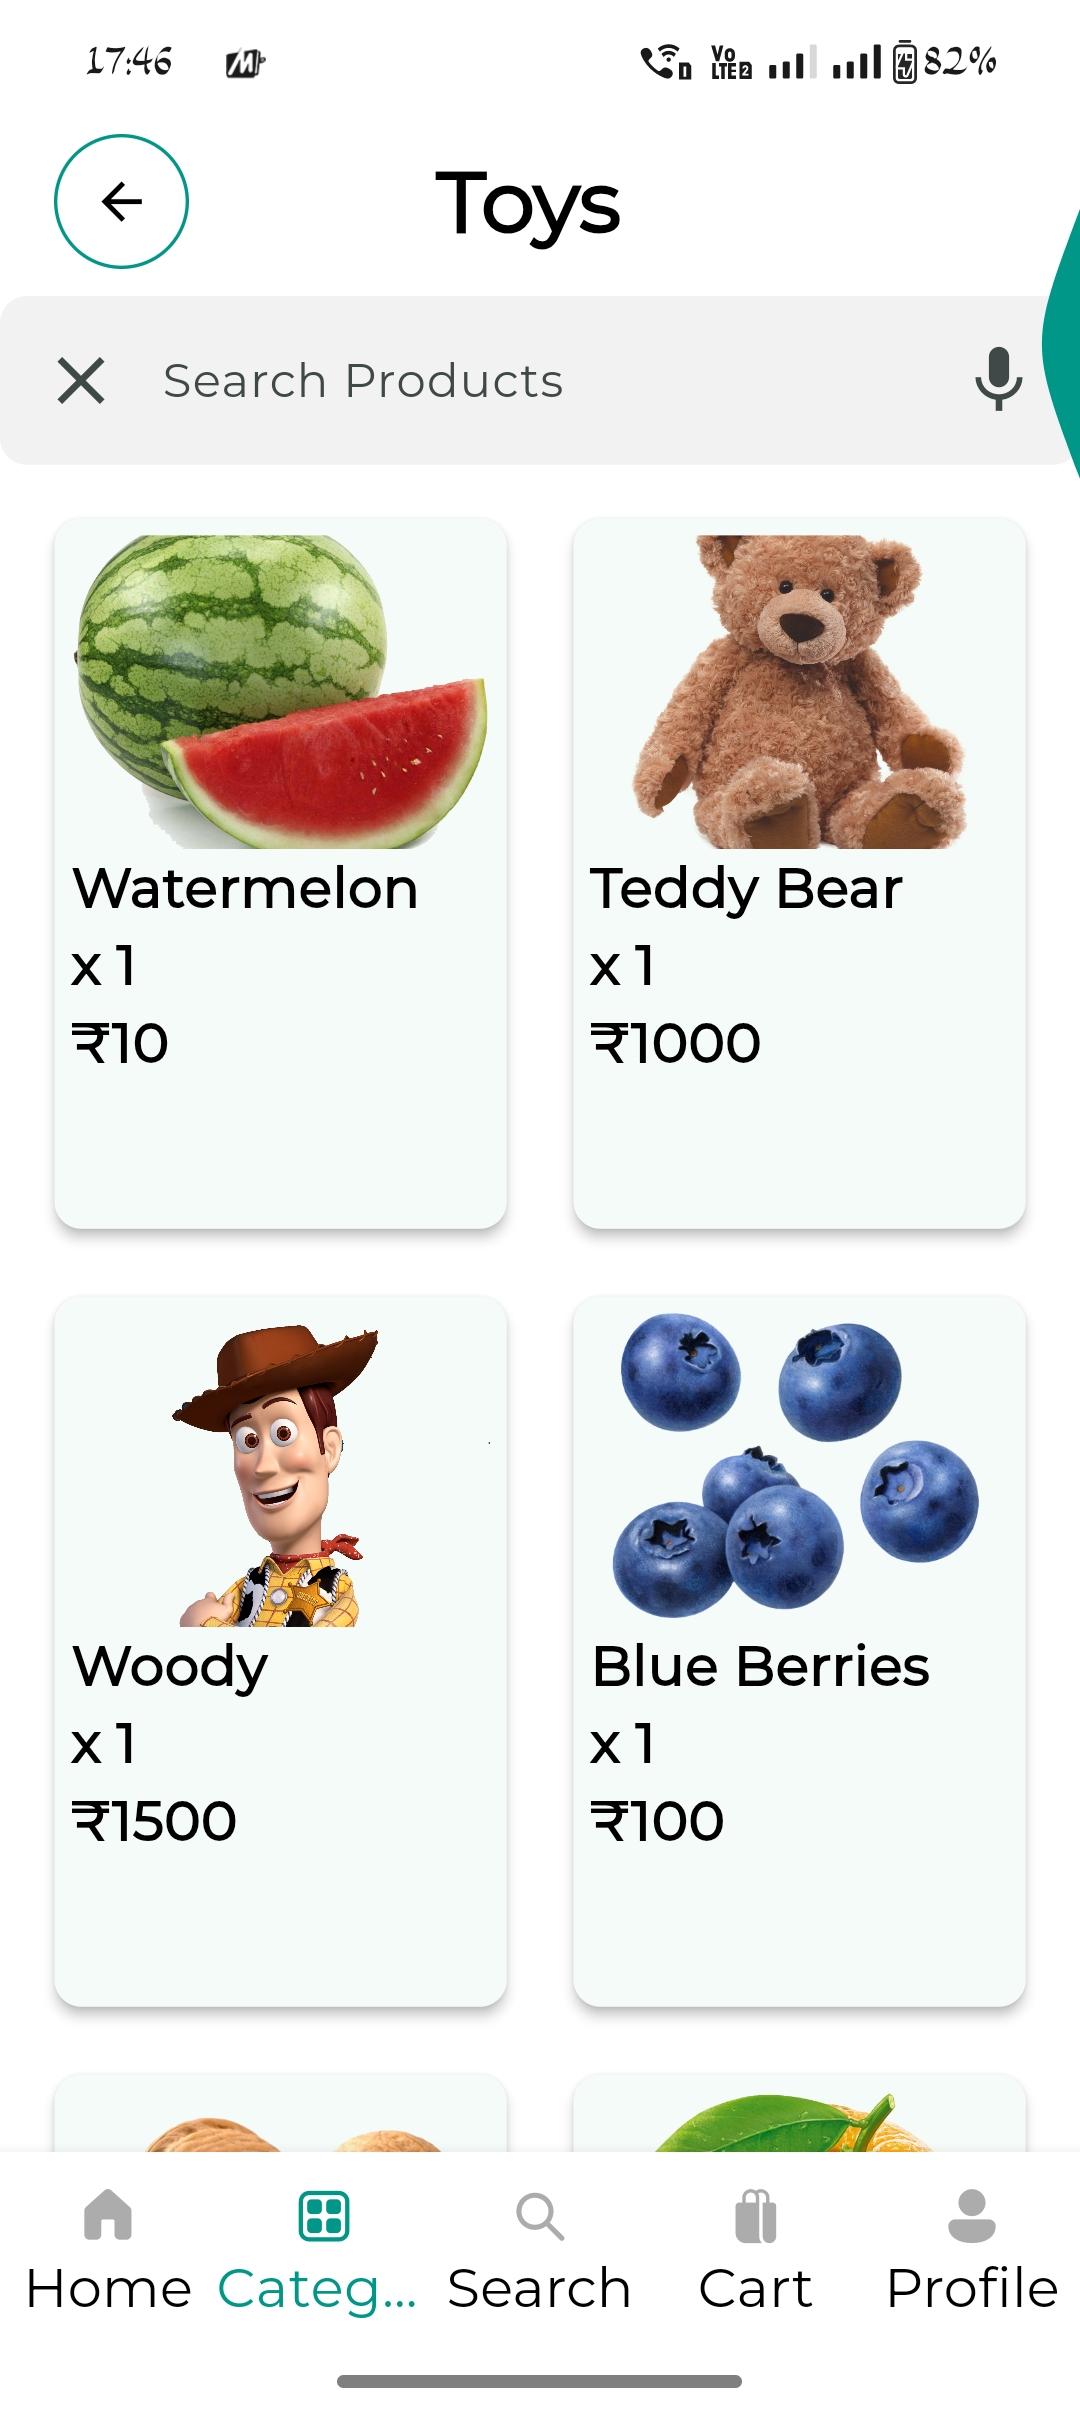 17:46
Vo
LTE2
82%
Toys
Search Products
Watermelon
x 1
₹10
Teddy Bear
x 1
₹1000
Woody
x 1
₹1500
Blue Berries
x 1
₹100
Home
Categ...
Search
Cart
Profile